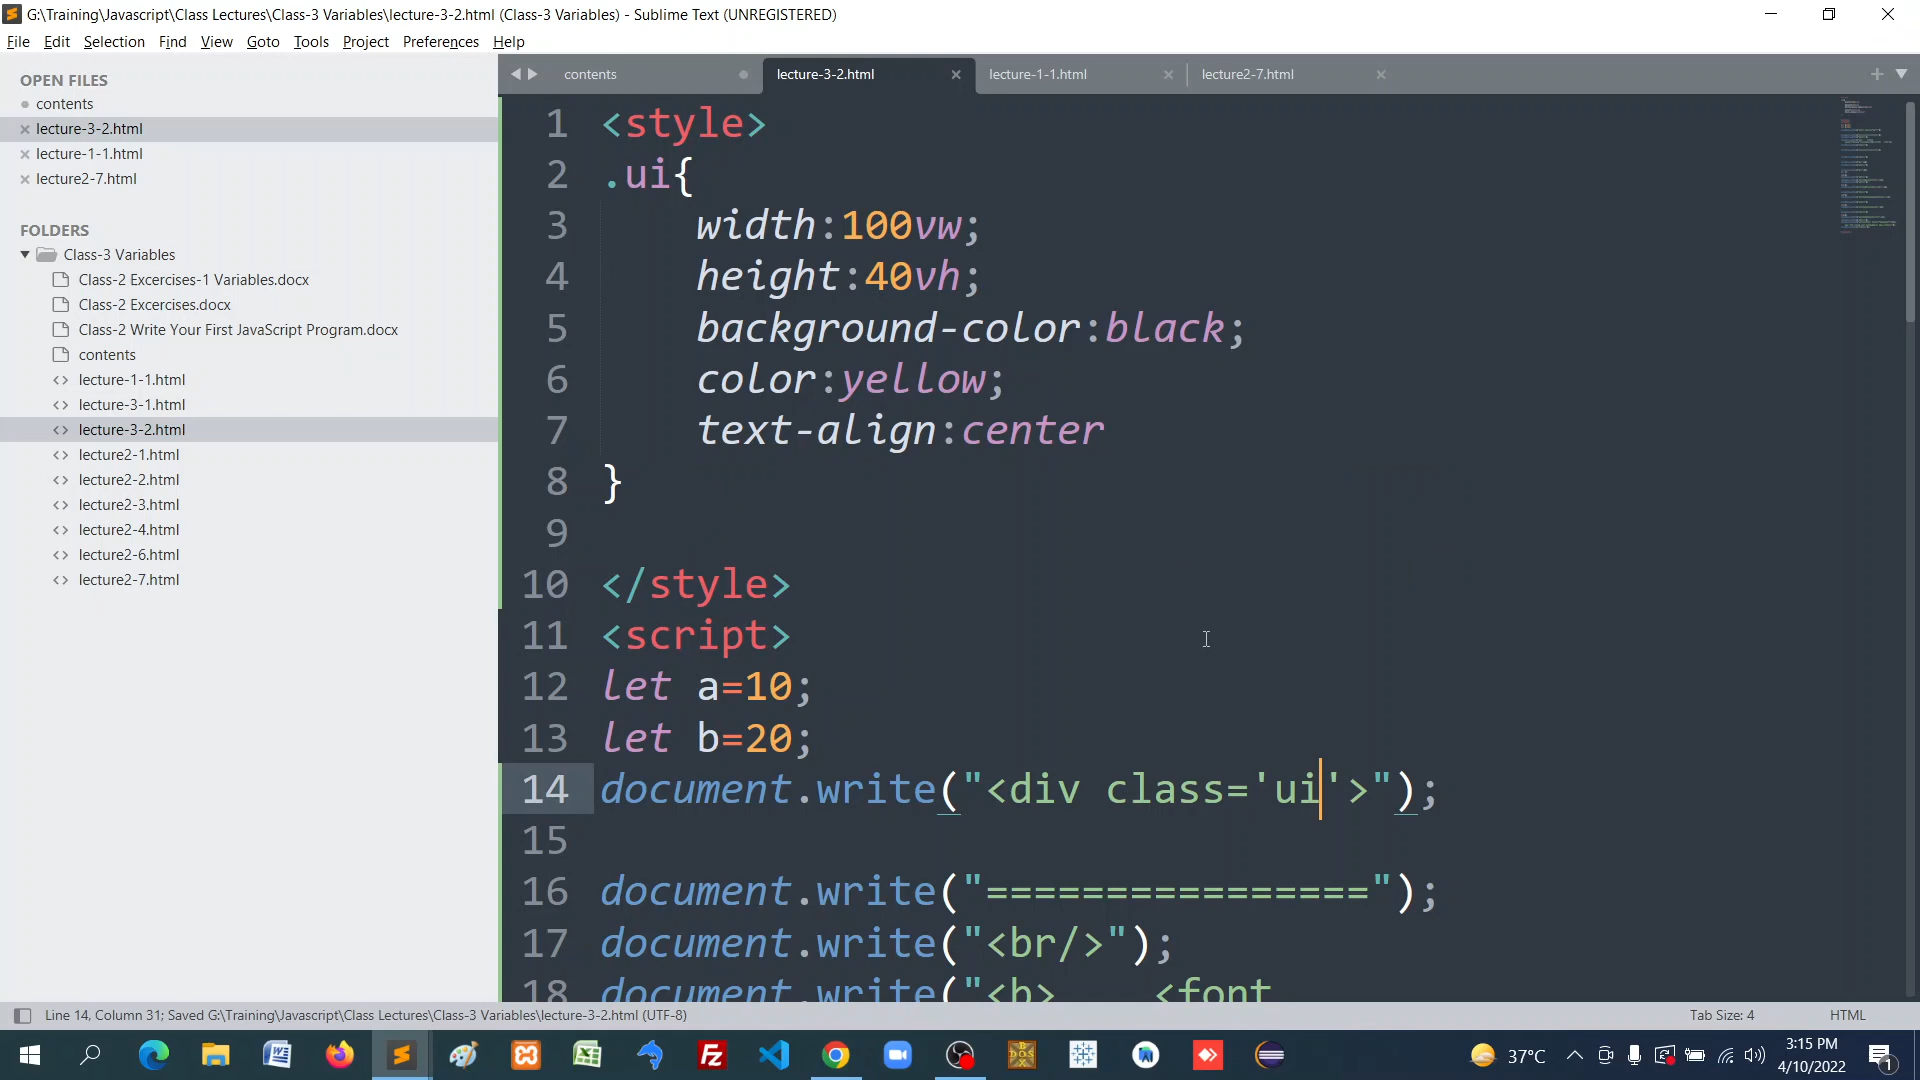 G:\Training\Javascript\Class Lectures\Class-3 Variables\lecture-3-2.html (Class-3 Variables) - Sublime Text (UNREGISTERED)
File Edit Selection Find View Goto Tools Project Preferences Help
OPEN FILES
contents
lecture-3-2.html
lecture-1-1.html
lecture2-7.html
FOLDERS
Class-3 Variables
Class-2 Excercises-1 Variables.docx
Class-2 Excercises.docx
Class-2 Write Your First JavaScript Program.docx
contents
lecture-1-1.html
lecture-3-1.html
lecture-3-2.html
lecture2-1.html
lecture2-2.html
lecture2-3.html
lecture2-4.html
lecture2-6.html
lecture2-7.html
contents lecture-3-2.html lecture-1-1.html lecture2-7.html
1 <style>
2 .ui{
3 width:100vw;
4 height:40vh;
5 background-color:black;
6 color:yellow;
7 text-align:center
8 }
9
10 </style>
11 <script>
12 let a=10;
13 let b=20;
14 document.write("<div class='ui'>");
15
16 document.write("================");
17 document.write("<br/>");
18 document.write("<b> <font
Line 14, Column 31; Saved G:\Training\Javascript\Class Lectures\Class-3 Variables\lecture-3-2.html (UTF-8)
Tab Size: 4 HTML
37°C
3:15 PM
4/10/2022
1